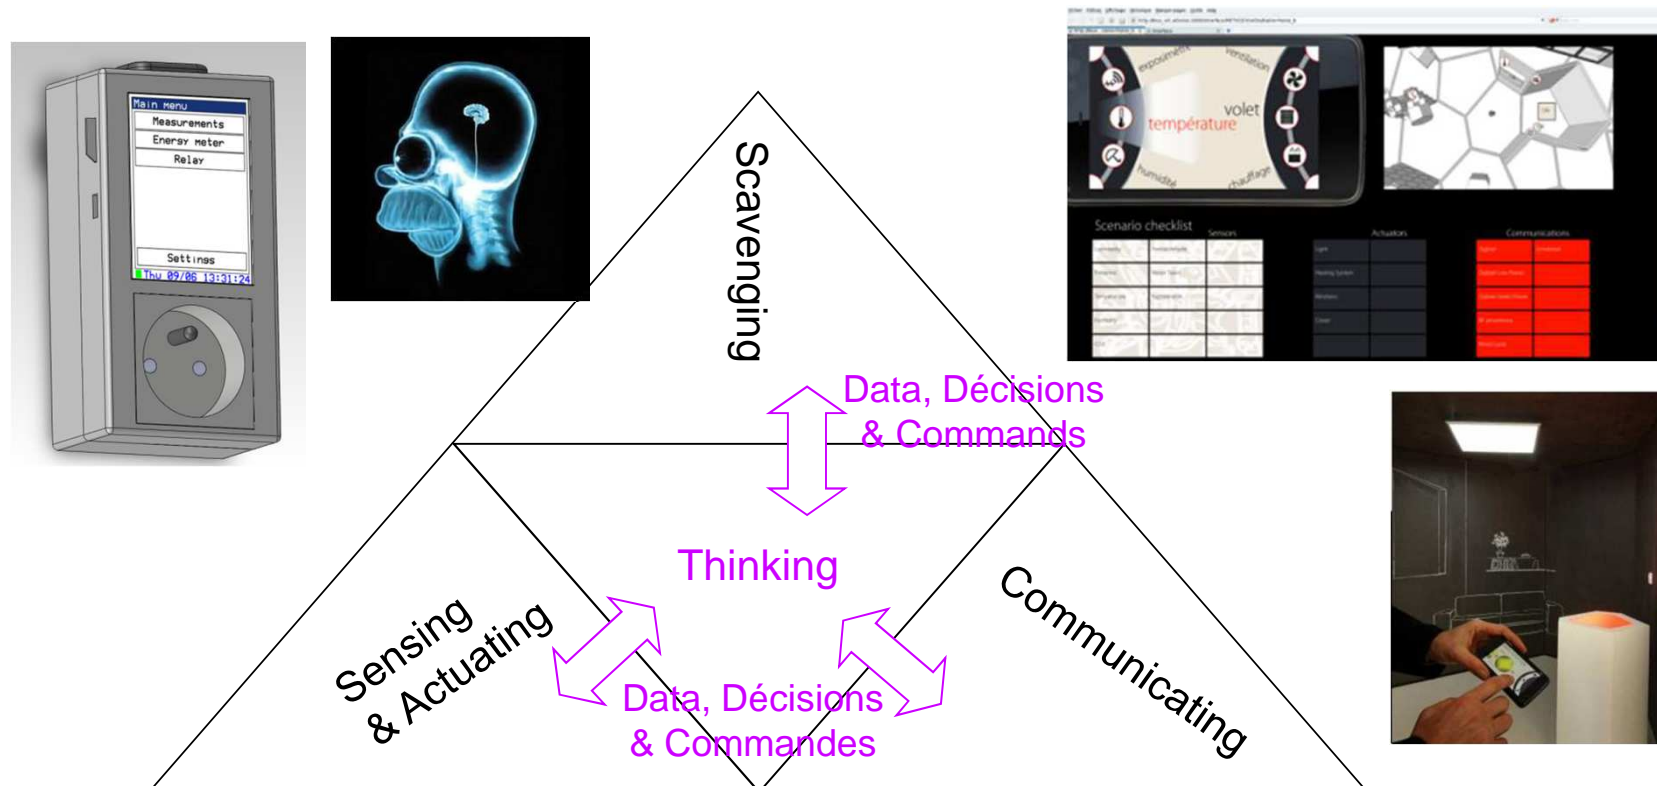 Main menu
Measurements
Energy meter
Relay
Settings
Thu 09/06 13:31:24
exposimètr
ventilation
volet
température
humidité
chauffage
Scenario checklist
Sensors
Actuators
Communications
Scavenging
Data, Décisions
& Commands
Thinking
Sensing
& Actuating
Communicating
Data, Décisions
& Commandes